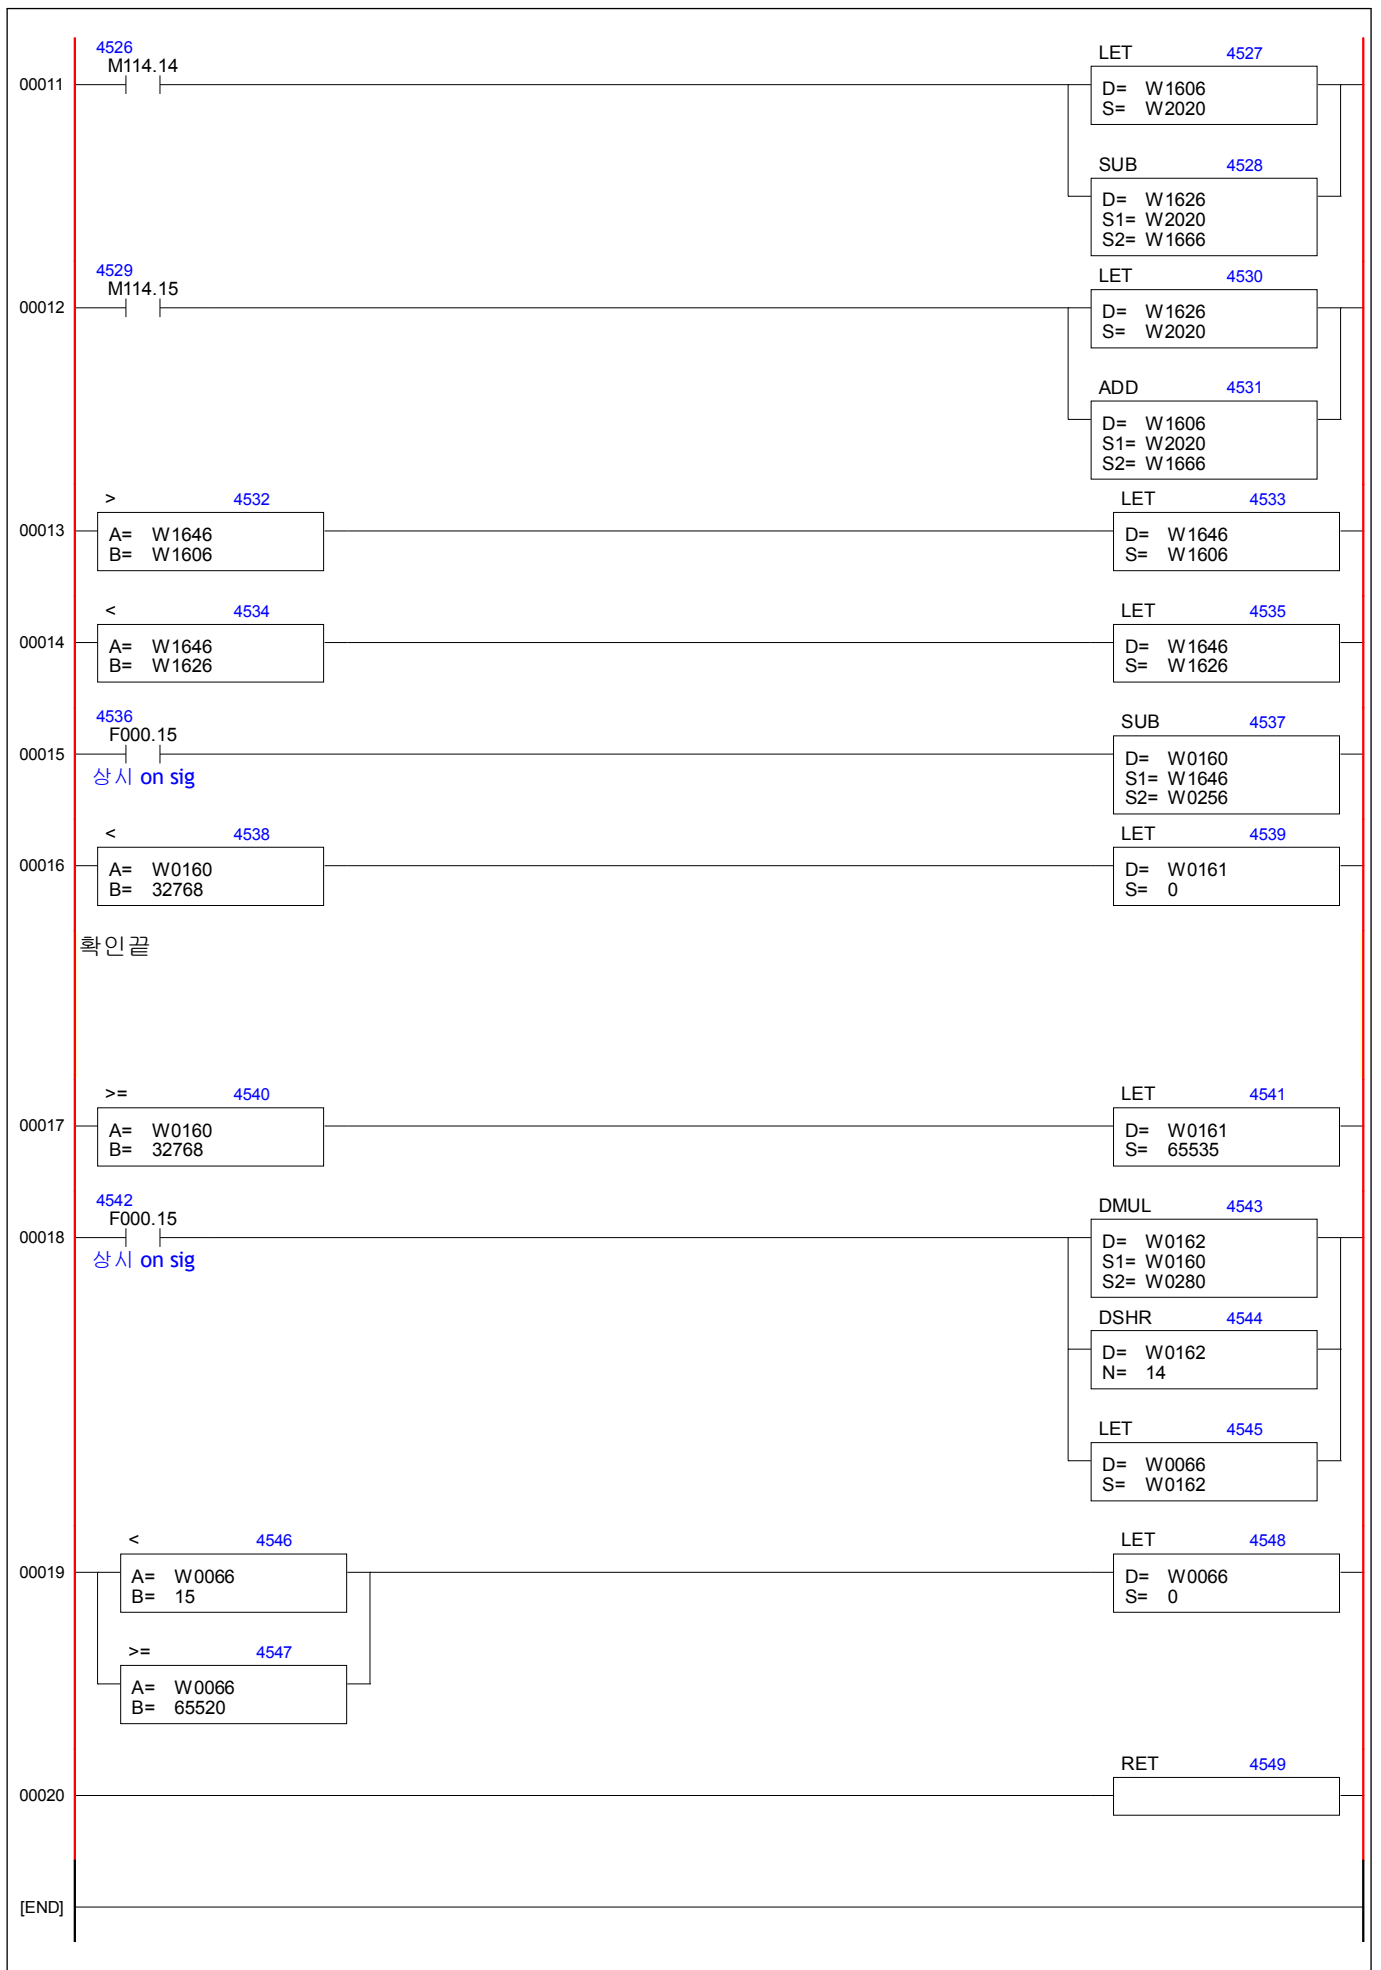 4526
M114.14
LET 4527
00011
D= W1606
S= W2020
SUB 4528
D= W1626
S1= W2020
S2= W1666
4529
M114.15
LET 4530
00012
D= W1626
S= W2020
ADD 4531
D= W1606
S1= W2020
S2= W1666
> 4532
LET 4533
00013
A= W1646
B= W1606
D= W1646
S= W1606
< 4534
LET 4535
00014
A= W1646
B= W1626
D= W1646
S= W1626
4536
F000.15
SUB 4537
00015
상시 on sig
D= W0160
S1= W1646
S2= W0256
< 4538
LET 4539
00016
A= W0160
B= 32768
D= W0161
S= 0
확인끝
>= 4540
LET 4541
00017
A= W0160
B= 32768
D= W0161
S= 65535
4542
F000.15
DMUL 4543
00018
상시 on sig
D= W0162
S1= W0160
S2= W0280
DSHR 4544
D= W0162
N= 14
LET 4545
D= W0066
S= W0162
< 4546
LET 4548
00019
A= W0066
B= 15
D= W0066
S= 0
>= 4547
A= W0066
B= 65520
RET 4549
00020
[END]